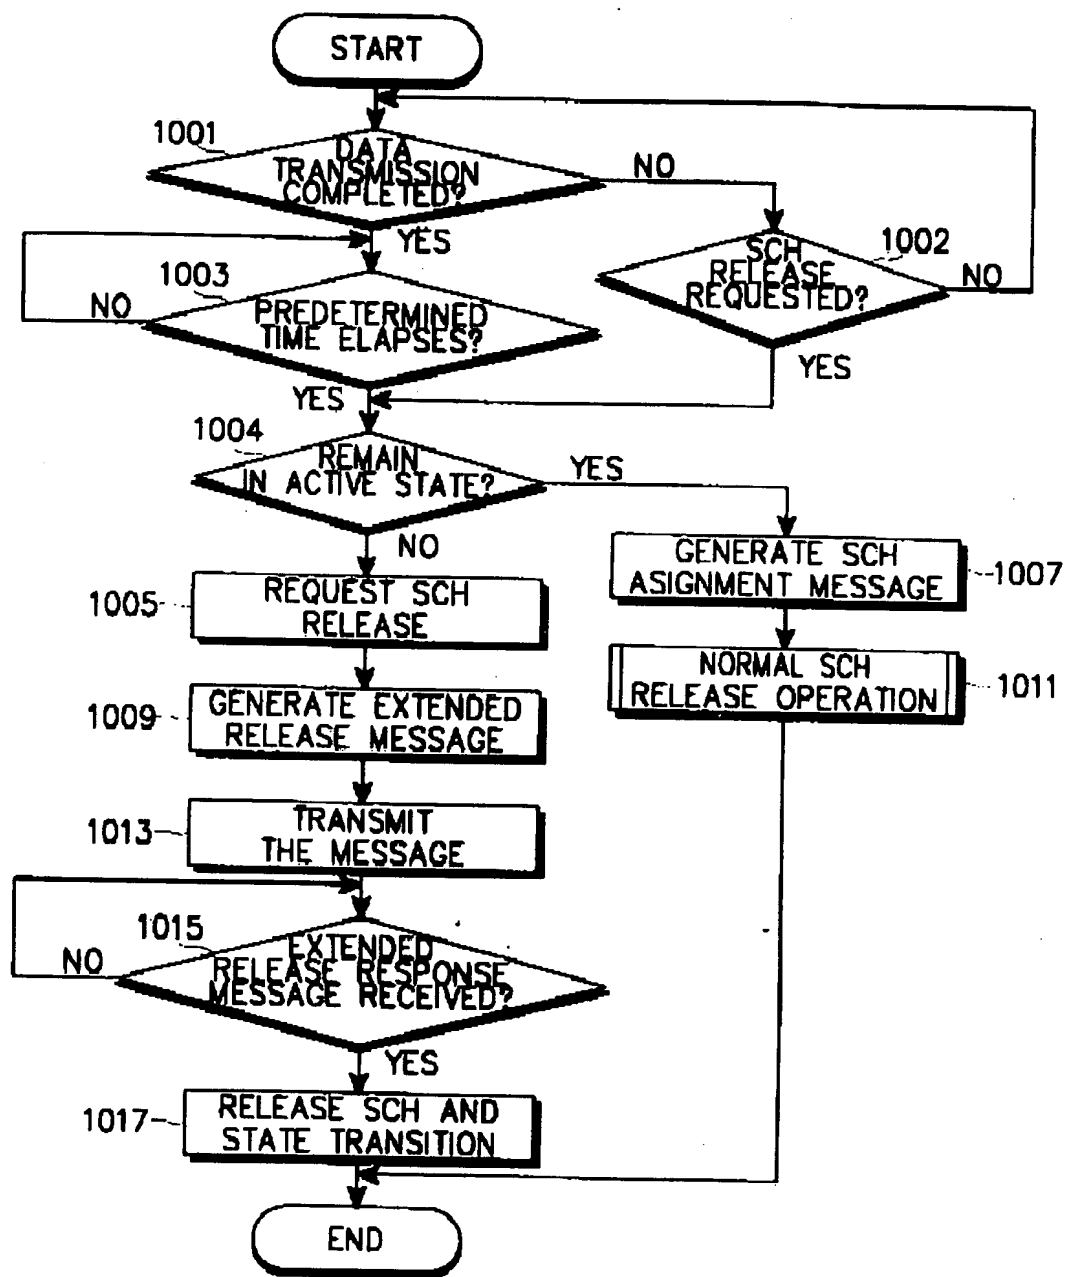 START
1001
DATA
TRANSMISSION
COMPLETED?
NO
YES
1002
SCH
RELEASE
REQUESTED?
NO
YES
1003
PREDETERMINED
TIME ELAPSES?
NO
YES
1004
REMAIN
IN ACTIVE STATE?
YES
NO
1005
REQUEST SCH
RELEASE
GENERATE SCH
ASIGNMENT MESSAGE
1007
1009
GENERATE EXTENDED
RELEASE MESSAGE
NORMAL SCH
RELEASE OPERATION
1011
1013
TRANSMIT
THE MESSAGE
1015
EXTENDED
RELEASE RESPONSE
MESSAGE RECEIVED?
NO
YES
1017
RELEASE SCH AND
STATE TRANSITION
END